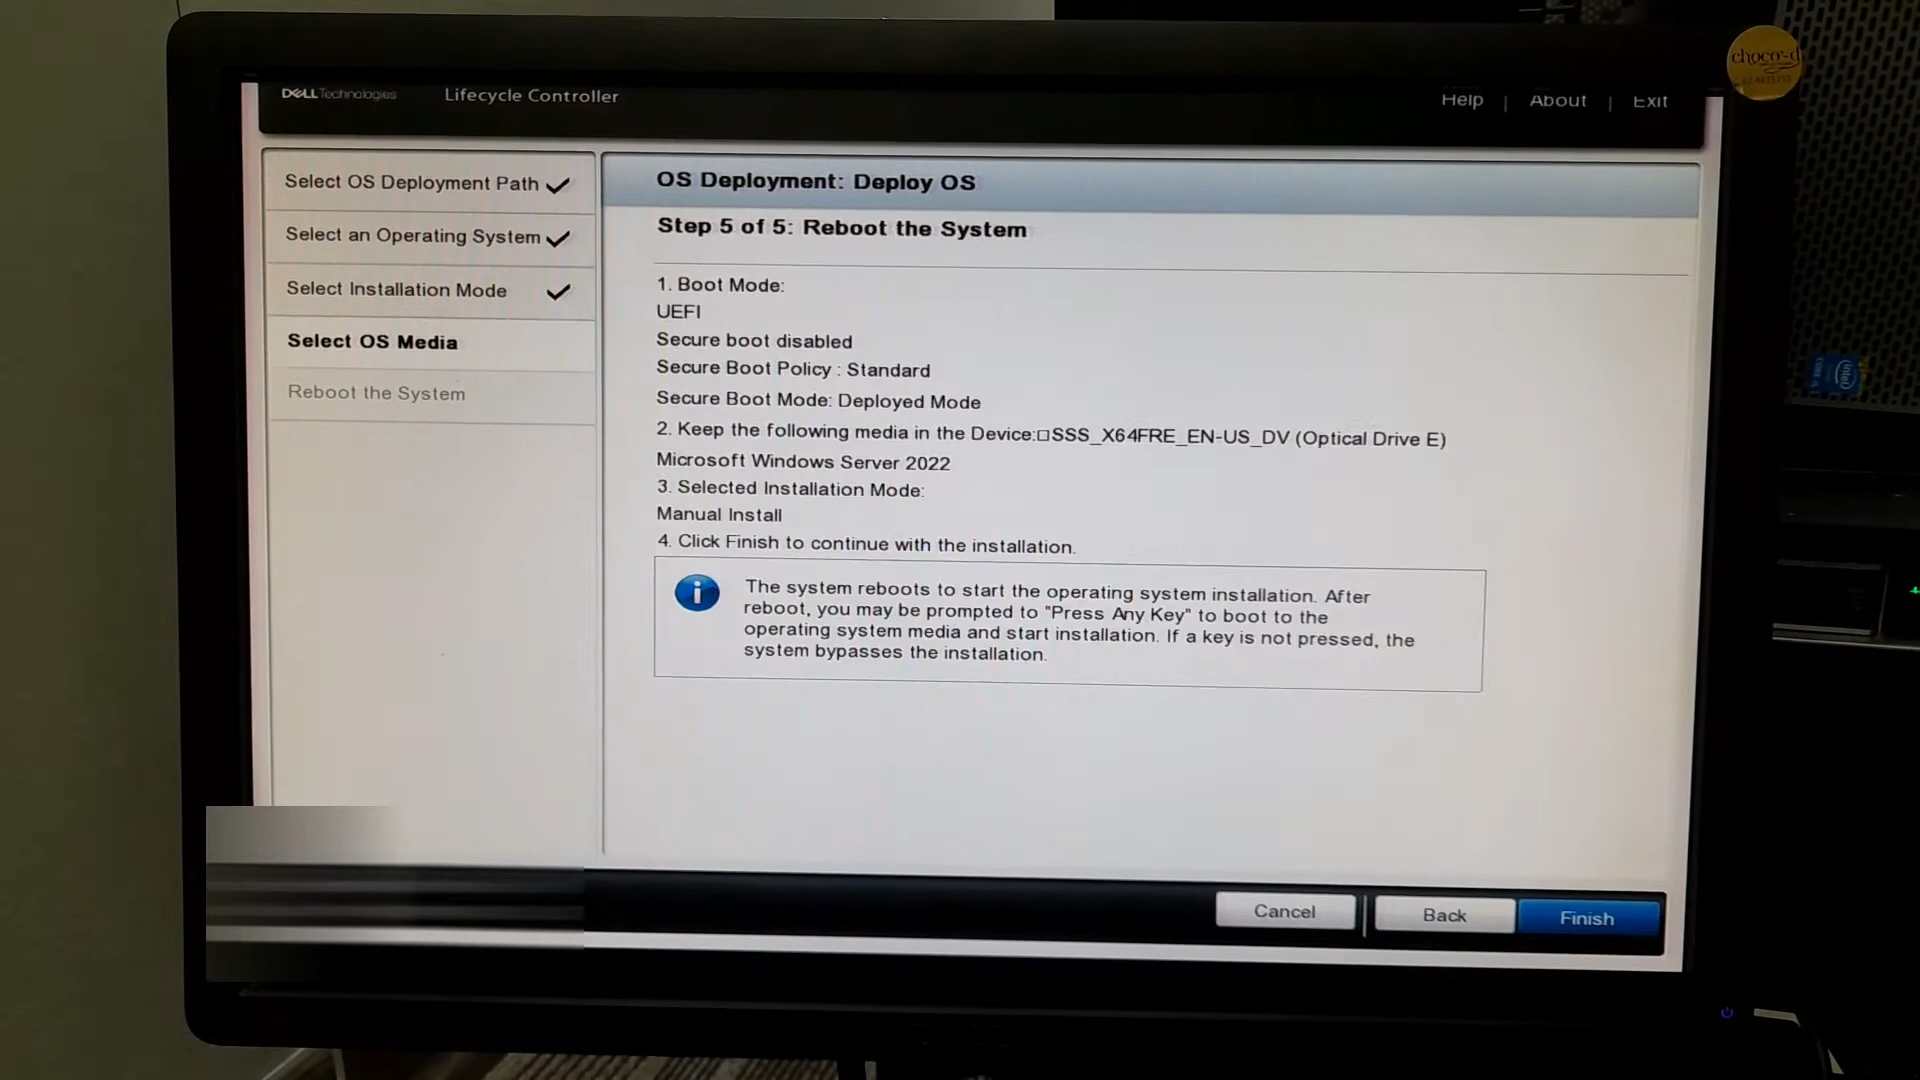 choco-d
DELL Technologies
Lifecycle Controller
Help | About | Exit
Select OS Deployment Path
Select an Operating System
Select Installation Mode
Select OS Media
Reboot the System
OS Deployment: Deploy OS
Step 5 of 5: Reboot the System
1. Boot Mode:
UEFI
Secure boot disabled
Secure Boot Policy : Standard
Secure Boot Mode: Deployed Mode
2. Keep the following media in the Device:□SSS_X64FRE_EN-US_DV (Optical Drive E)
Microsoft Windows Server 2022
3. Selected Installation Mode:
Manual Install
4. Click Finish to continue with the installation.
The system reboots to start the operating system installation. After
reboot, you may be prompted to "Press Any Key" to boot to the
operating system media and start installation. If a key is not pressed, the
system bypasses the installation.
Cancel
Back
Finish
intel